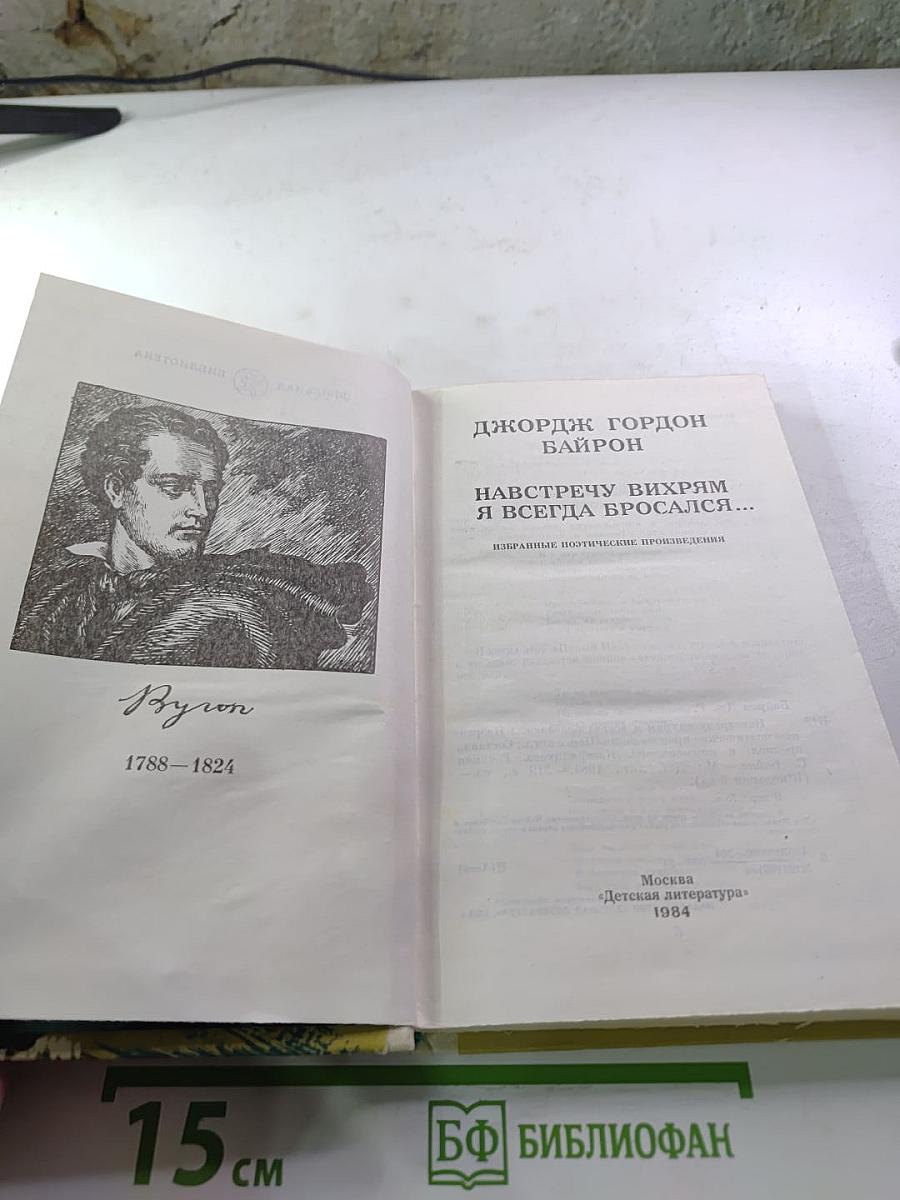 Byron
1788—1824
ДЖОРДЖ ГОРДОН
БАЙРОН
НАВСТРЕЧУ ВИХРЯМ
Я ВСЕГДА БРОСАЛСЯ...
ИЗБРАННЫЕ ПОЭТИЧЕСКИЕ ПРОИЗВЕДЕНИЯ
Москва
«Детская литература»
1984
15 см
БФ БИБЛИОФАН